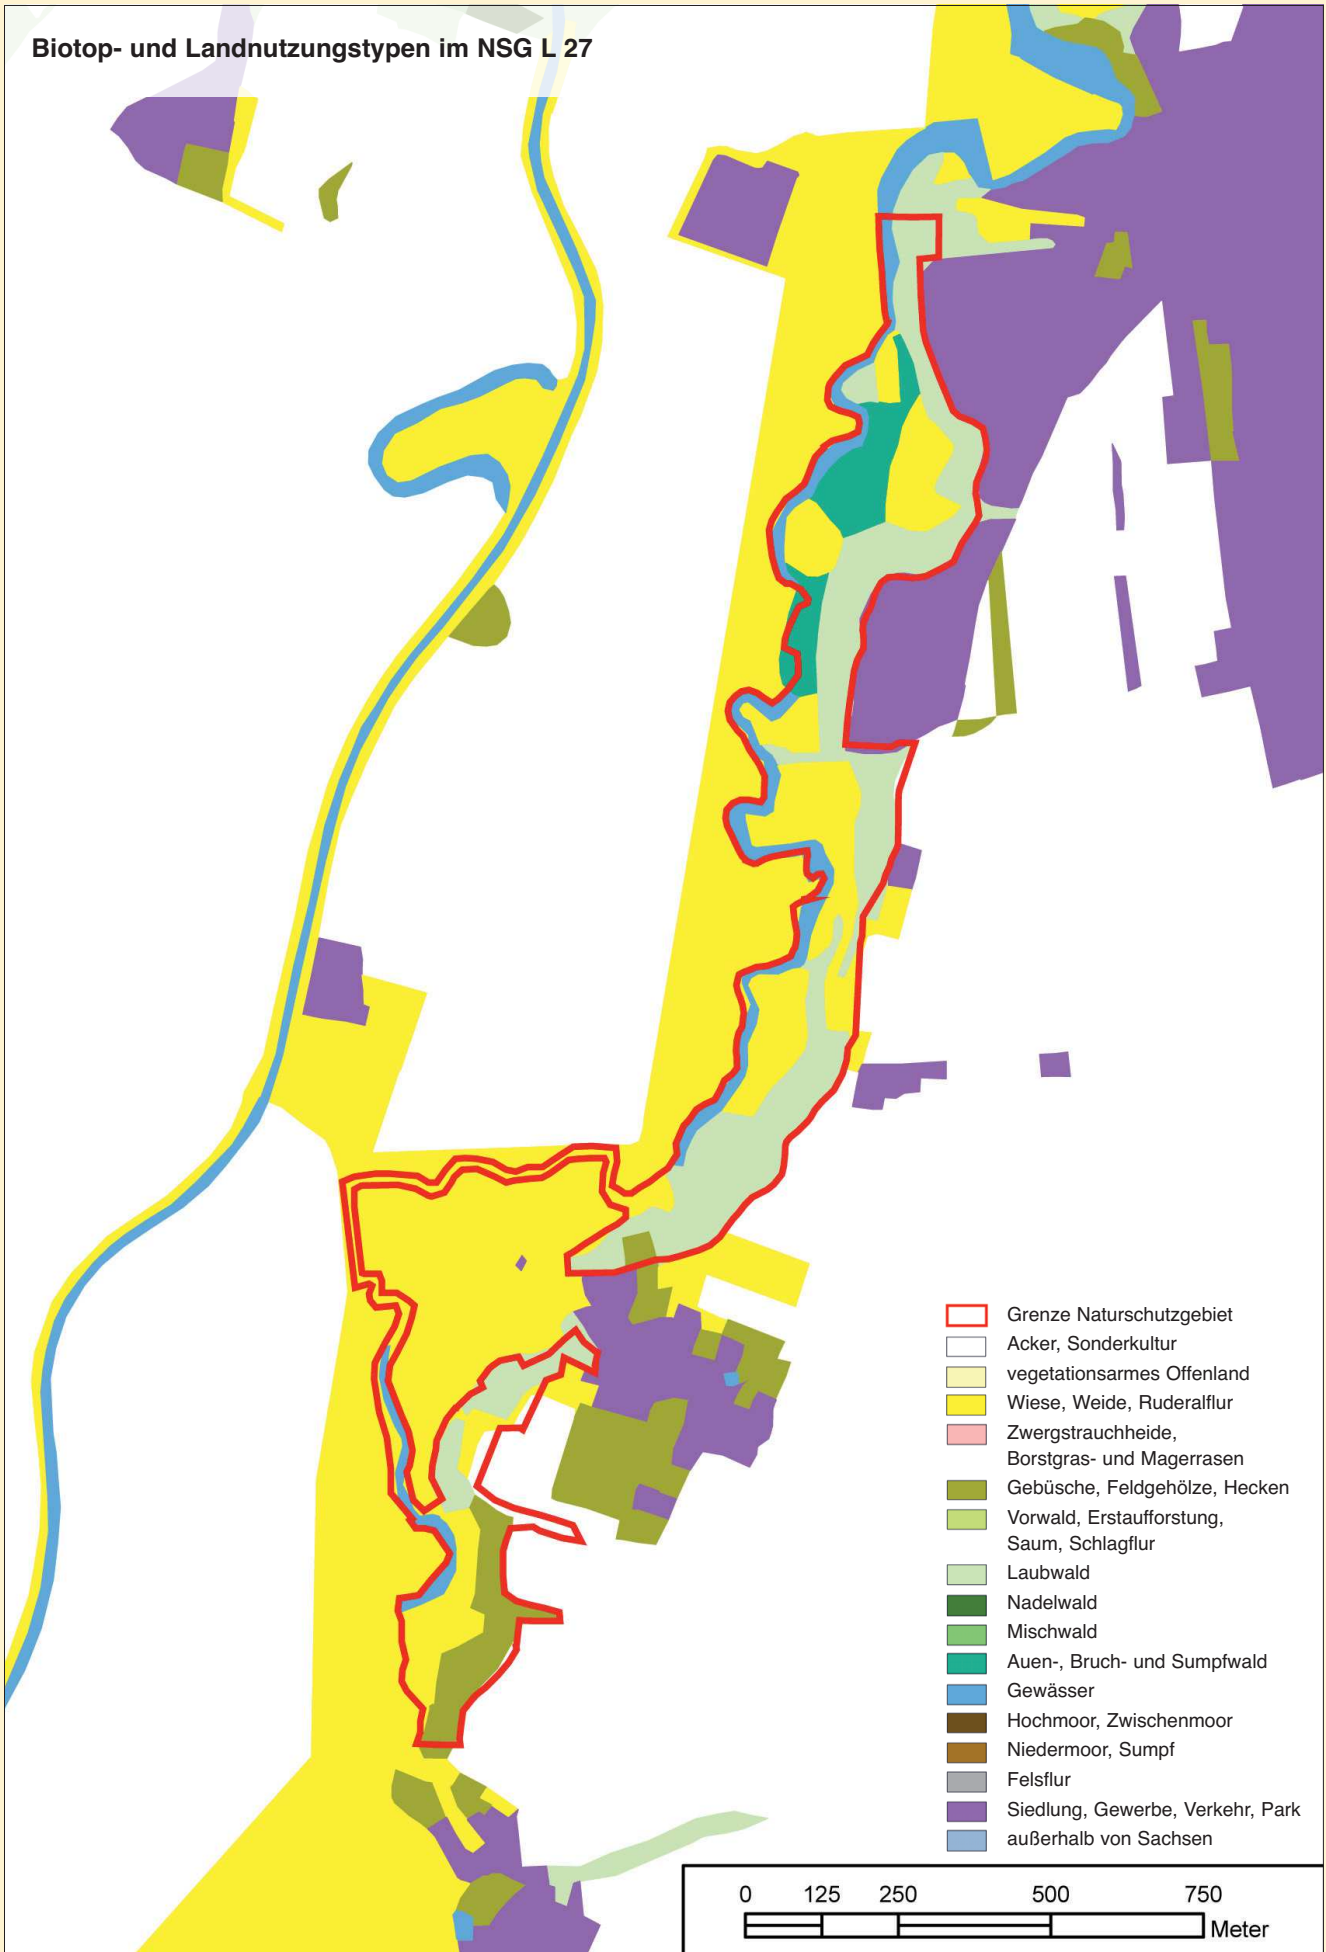 Biotop- und Landnutzungstypen im NSG L 27
Grenze Naturschutzgebiet
Acker, Sonderkultur
vegetationsarmes Offenland
Wiese, Weide, Ruderalflur
Zwergstrauchheide,
Borstgras- und Magerrasen
Gebüsche, Feldgehölze, Hecken
Vorwald, Erstaufforstung,
Saum, Schlagflur
Laubwald
Nadelwald
Mischwald
Auen-, Bruch- und Sumpfwald
Gewässer
Hochmoor, Zwischenmoor
Niedermoor, Sumpf
Felsflur
Siedlung, Gewerbe, Verkehr, Park
außerhalb von Sachsen
0 125 250 500 750
Meter